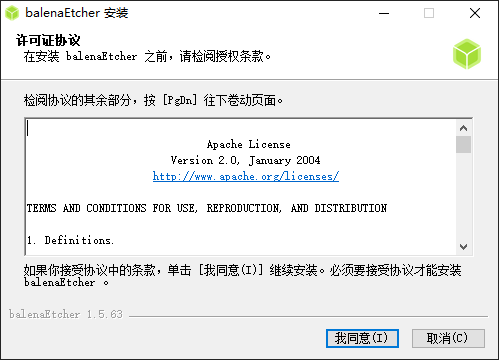 balenaEtcher 安装
许可证协议
在安装 balenaEtcher 之前,请检阅授权条款。
检阅协议的其余部分,按 [PgDn] 往下卷动页面。
Apache License
Version 2.0, January 2004
http://www.apache.org/licenses/
TERMS AND CONDITIONS FOR USE, REPRODUCTION, AND DISTRIBUTION
1. Definitions.
如果你接受协议中的条款,单击 [我同意(I)] 继续安装。必须要接受协议才能安装
balenaEtcher 。
balenaEtcher 1.5.63
我同意(I)
取消(C)